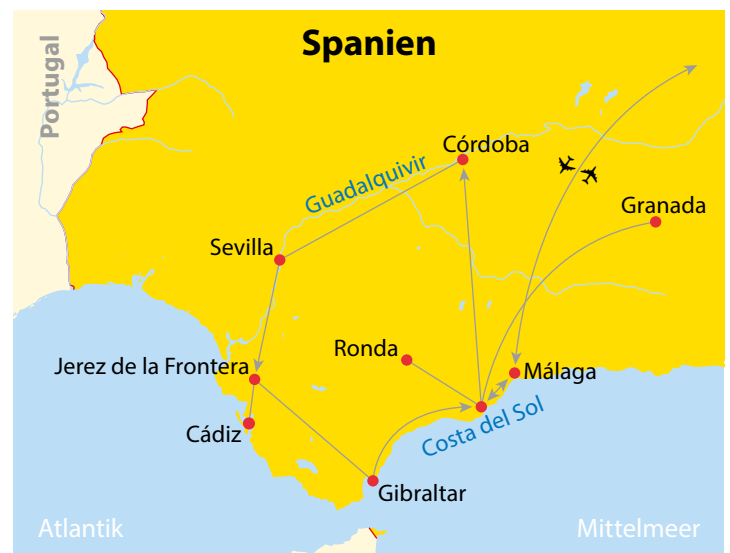 Spanien
Portugal
Córdoba
Guadalquivir
Granada
Sevilla
Ronda
Jerez de la Frontera
Málaga
Costa del Sol
Cádiz
Gibraltar
Atlantik
Mittelmeer